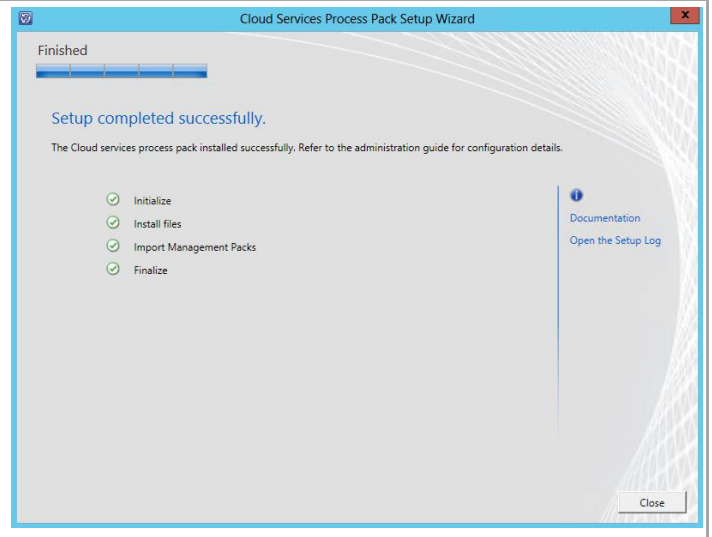 Cloud Services Process Pack Setup Wizard
x
Finished
Setup completed successfully.
The Cloud services process pack installed successfully. Refer to the administration guide for configuration details.
Initialize
Install files
Import Management Packs
Finalize
Documentation
Open the Setup Log
Close